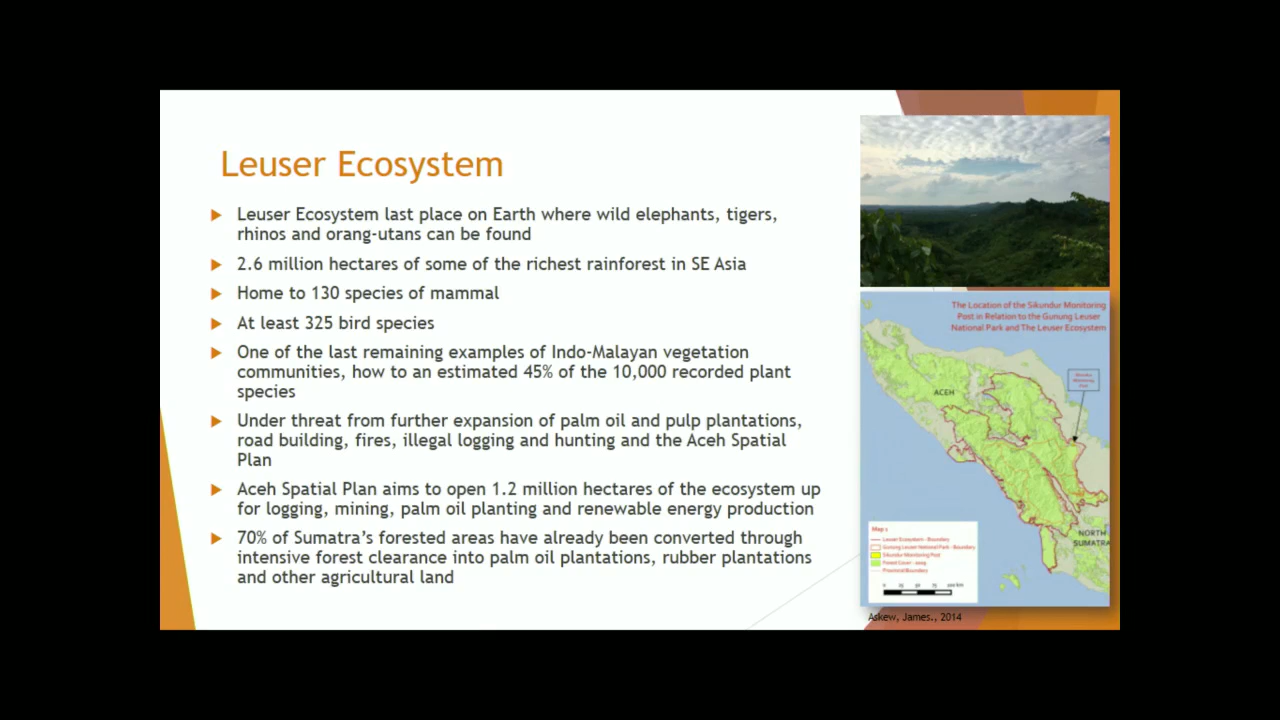 Leuser Ecosystem
Leuser Ecosystem last place on Earth where wild elephants, tigers,
rhinos and orang-utans can be found
2.6 million hectares of some of the richest rainforest in SE Asia
Home to 130 species of mammal
At least 325 bird species
One of the last remaining examples of Indo-Malayan vegetation
communities, how to an estimated 45% of the 10,000 recorded plant
species
Under threat from further expansion of palm oil and pulp plantations,
road building, fires, illegal logging and hunting and the Aceh Spatial
Plan
Aceh Spatial Plan aims to open 1.2 million hectares of the ecosystem up
for logging, mining, palm oil planting and renewable energy production
70% of Sumatra's forested areas have already been converted through
intensive forest clearance into palm oil plantations, rubber plantations
and other agricultural land
The Location of the Sikundur Monitoring
Post in Relation to the Gunung Leuser
National Park and The Leuser Ecosystem
Sikundur
Monitoring
Post
ACEH
NORTH
SUMATRA
Map 1
Leuser Ecosystem - Boundary
Gunung Leuser National Park - Boundary
Sikundur Monitoring Post
Forest Cover - 2009
Provincial Boundary
0 25 50 75 100 km
Askew, James., 2014